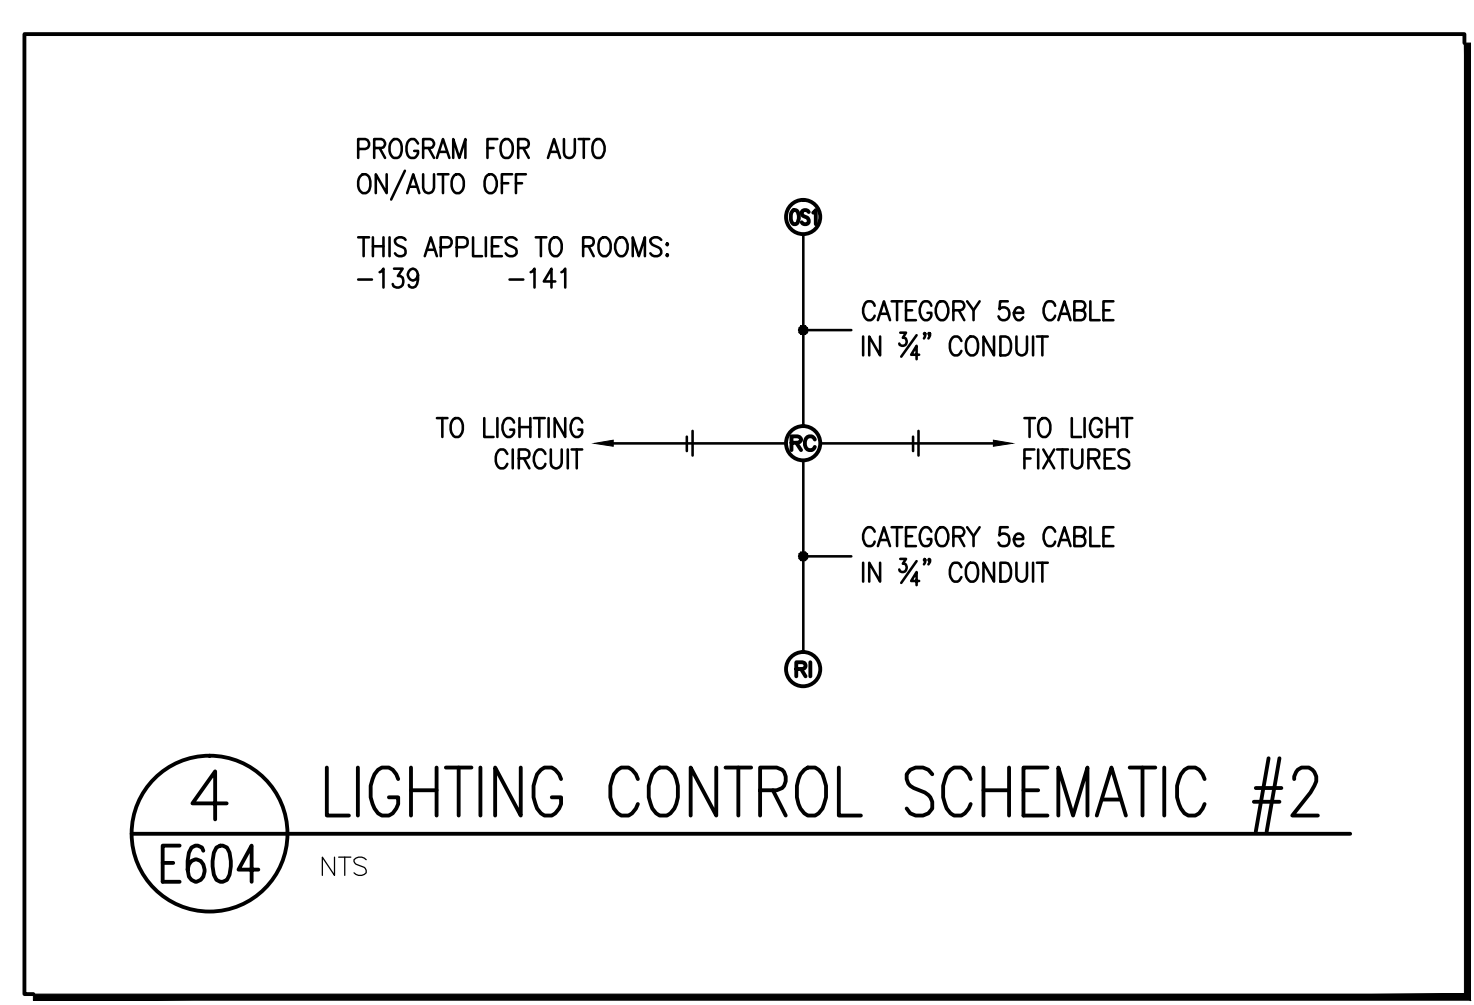 PROGRAM FOR AUTO
ON/AUTO OFF
THIS APPLIES TO ROOMS:
-139 -141
OS1
CATEGORY 5e CABLE
IN ¾" CONDUIT
TO LIGHTING
CIRCUIT
RC
TO LIGHT
FIXTURES
CATEGORY 5e CABLE
IN ¾" CONDUIT
RI
4
LIGHTING CONTROL SCHEMATIC #2
E604
NTS